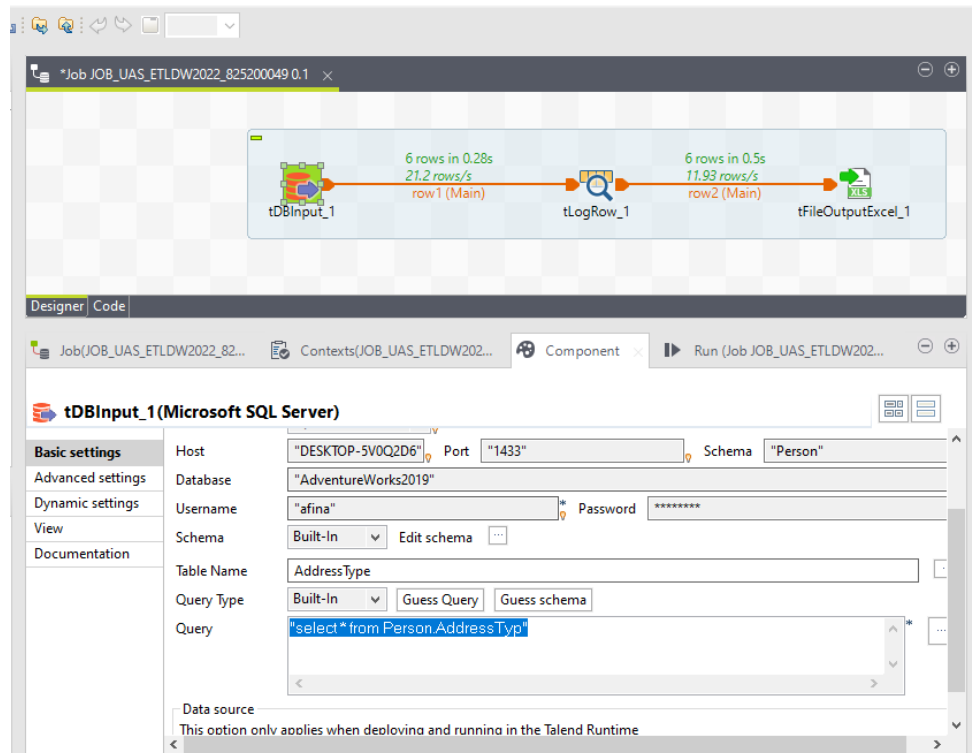 *Job JOB_UAS_ETLDW2022_825200049 0.1
6 rows in 0.28s
21.2 rows/s
row1 (Main)
6 rows in 0.5s
11.93 rows/s
row2 (Main)
tDBInput_1
tLogRow_1
XLS
tFileOutputExcel_1
Designer Code
Job(JOB_UAS_ETLDW2022_82... Contexts(JOB_UAS_ETLDW202... Component Run (Job JOB_UAS_ETLDW202...
tDBInput_1(Microsoft SQL Server)
Basic settings
Advanced settings
Dynamic settings
View
Documentation
Host "DESKTOP-5V0Q2D6" Port "1433" Schema "Person"
Database "AdventureWorks2019"
Username "afina" * Password ********
Schema Built-In Edit schema ...
Table Name AddressType
Query Type Built-In Guess Query Guess schema
Query "select * from Person.AddressTyp" * ...
Data source
This option only applies when deploying and running in the Talend Runtime